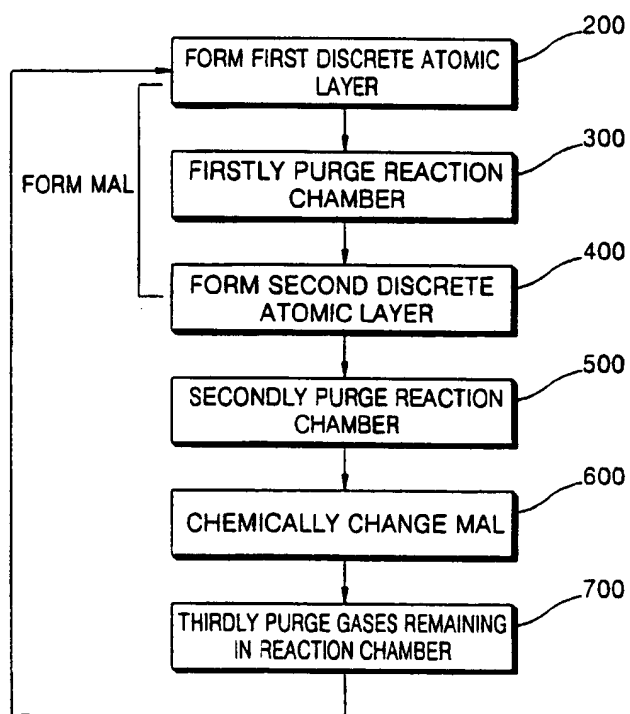 200
FORM FIRST DISCRETE ATOMIC
LAYER
300
FORM MAL
FIRSTLY PURGE REACTION
CHAMBER
400
FORM SECOND DISCRETE
ATOMIC LAYER
500
SECONDLY PURGE REACTION
CHAMBER
600
CHEMICALLY CHANGE MAL
700
THIRDLY PURGE GASES REMAINING
IN REACTION CHAMBER